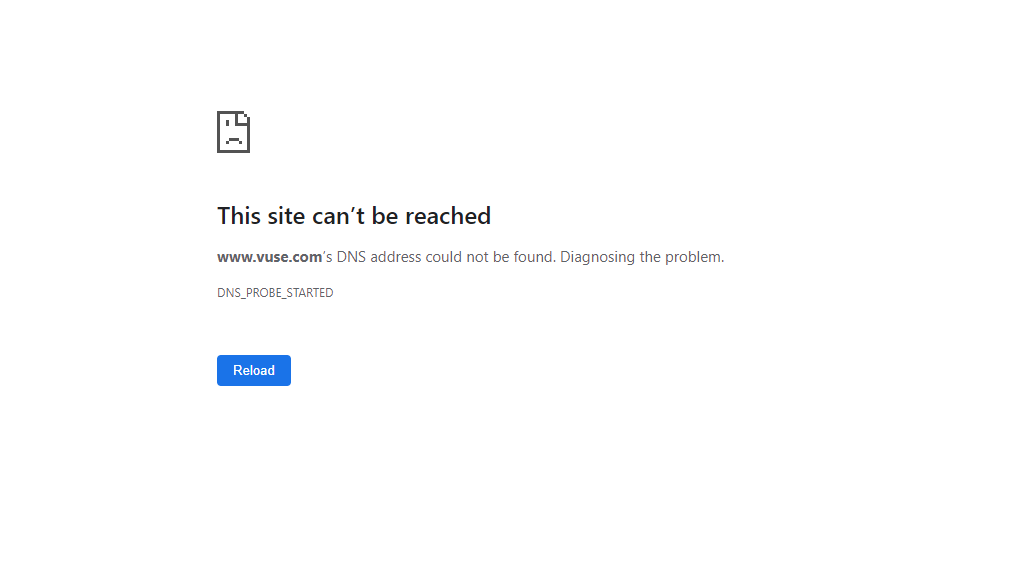 This site can’t be reached
www.vuse.com’s DNS address could not be found. Diagnosing the problem.
DNS_PROBE_STARTED
Reload